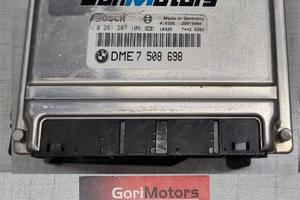 GoriMotors
BOSCH
Made in Germany
0 261 207 106
DME 7 508 698
GoriMotors